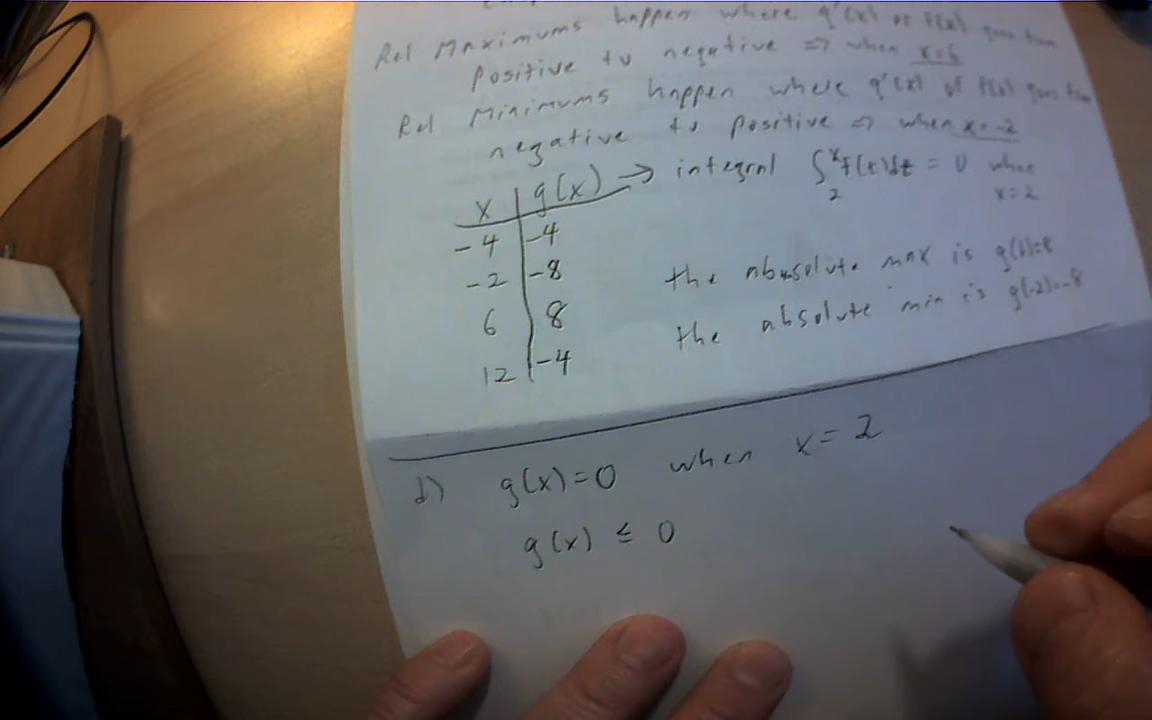 Rel Maximums happen where g'(x) or f(x) goes from
positive to negative => when x=6
Rel Minimums happen where g'(x) of f(x) goes from
negative to positive => when x=-2
x | g(x) -> integral ∫₂ˣ f(t)dt = 0 when
x=2
-4 | -4
-2 | -8 the abusolute max is g(6)=8
6 | 8 the absolute min is g(-2)=-8
12 | -4
d) g(x)=0 when x=2
g(x) ≤ 0